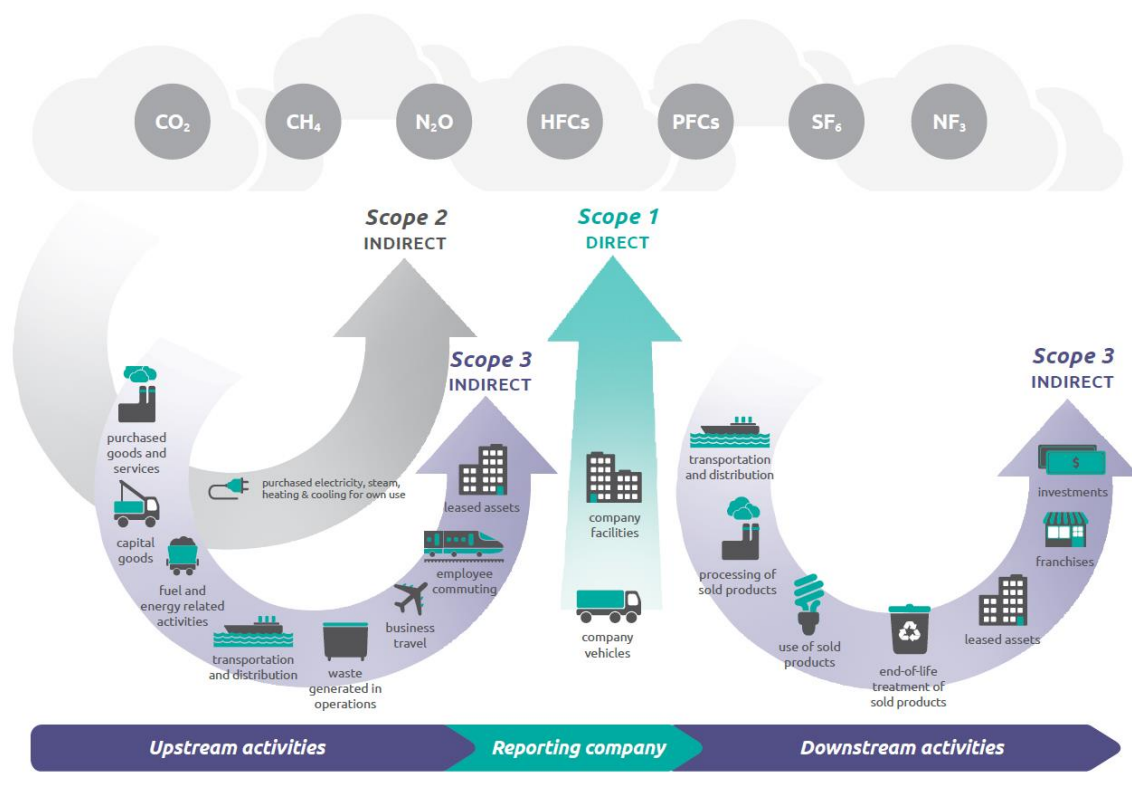 CO₂
CH₄
N₂O
HFCs
PFCs
SF₆
NF₃
Scope 2
INDIRECT
Scope 1
DIRECT
Scope 3
INDIRECT
Scope 3
INDIRECT
purchased
goods and
services
capital
goods
fuel and
energy related
activities
purchased electricity, steam,
heating & cooling for own use
transportation
and distribution
waste
generated in
operations
business
travel
employee
commuting
leased assets
company
facilities
company
vehicles
transportation
and distribution
processing of
sold products
use of sold
products
end-of-life
treatment of
sold products
leased assets
franchises
$
investments
Upstream activities
Reporting company
Downstream activities